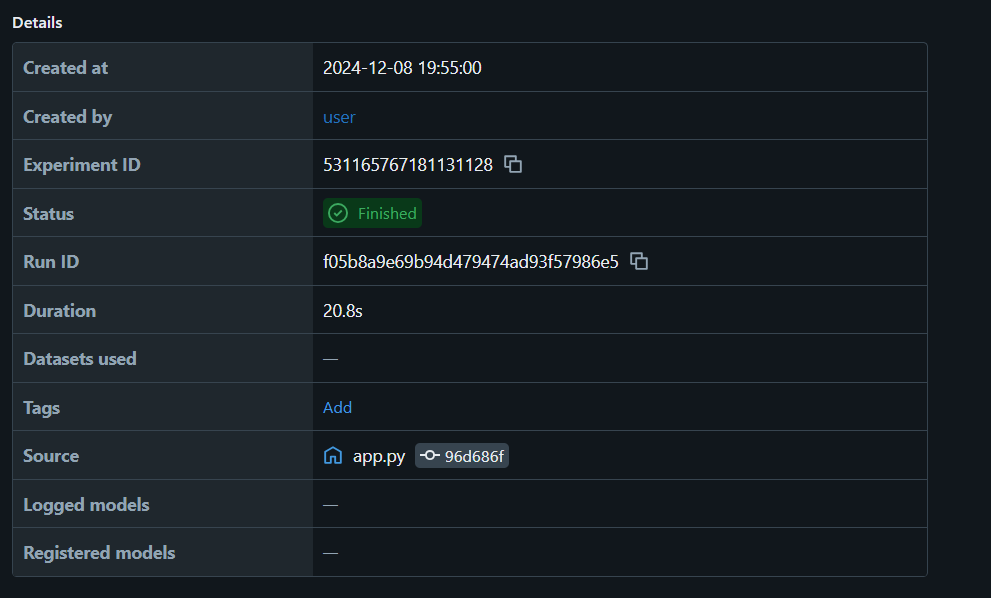 Details
Created at 2024-12-08 19:55:00
Created by user
Experiment ID 531165767181131128
Status Finished
Run ID f05b8a9e69b94d479474ad93f57986e5
Duration 20.8s
Datasets used —
Tags Add
Source app.py 96d686f
Logged models —
Registered models —